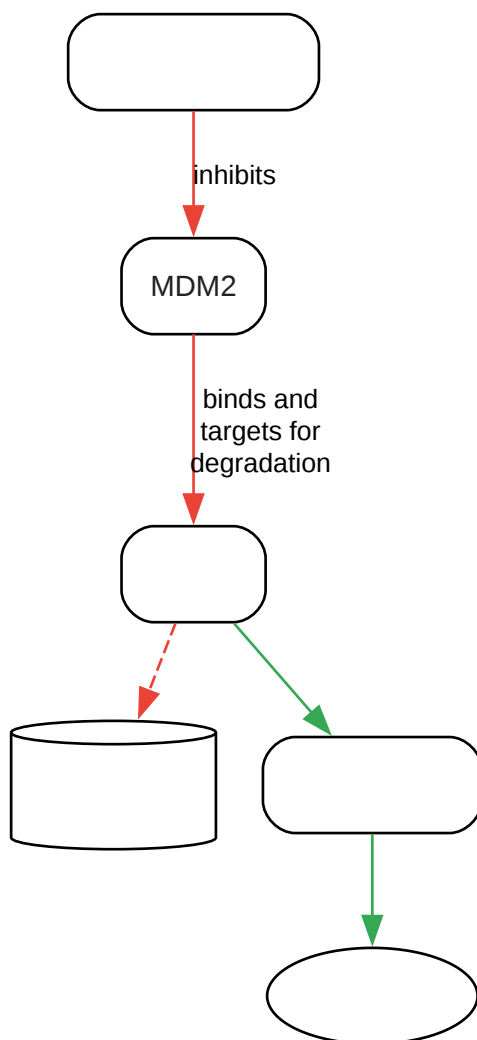 inhibits
MDM2
binds and
targets for
degradation